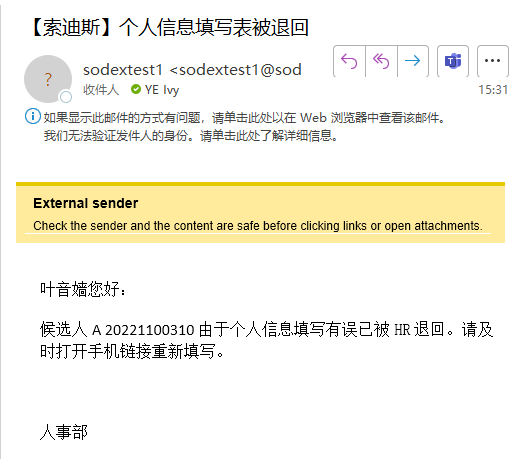 【索迪斯】个人信息填写表被退回
?
sodextest1 <sodextest1@sod
收件人 YE Ivy
15:31
如果显示此邮件的方式有问题，请单击此处以在 Web 浏览器中查看该邮件。
我们无法验证发件人的身份。请单击此处了解详细信息。
External sender
Check the sender and the content are safe before clicking links or open attachments.
叶音嬙您好：
候选人 A 20221100310 由于个人信息填写有误已被 HR 退回。请及
时打开手机链接重新填写。
人事部